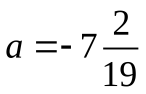 a = - 7 2/19